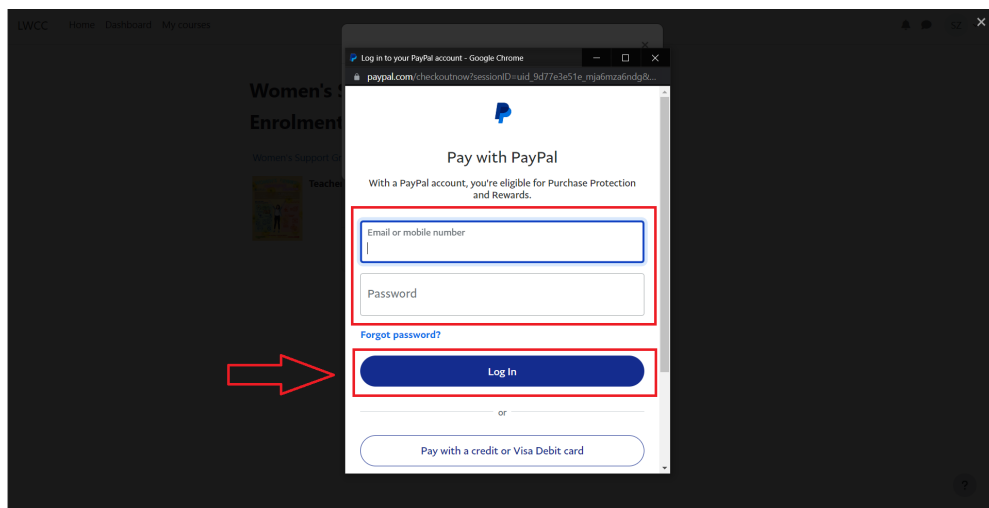 LWCC Home Dashboard My courses
SZ
Log in to your PayPal account - Google Chrome
paypal.com/checkoutnow?sessionID=uid_9d77e3e51e_mja6mza6ndg&...
Women's
Enrolment
Pay with PayPal
Women's Support
Teacher
With a PayPal account, you're eligible for Purchase Protection
and Rewards.
Email or mobile number
Password
Forgot password?
Log In
or
Pay with a credit or Visa Debit card
?